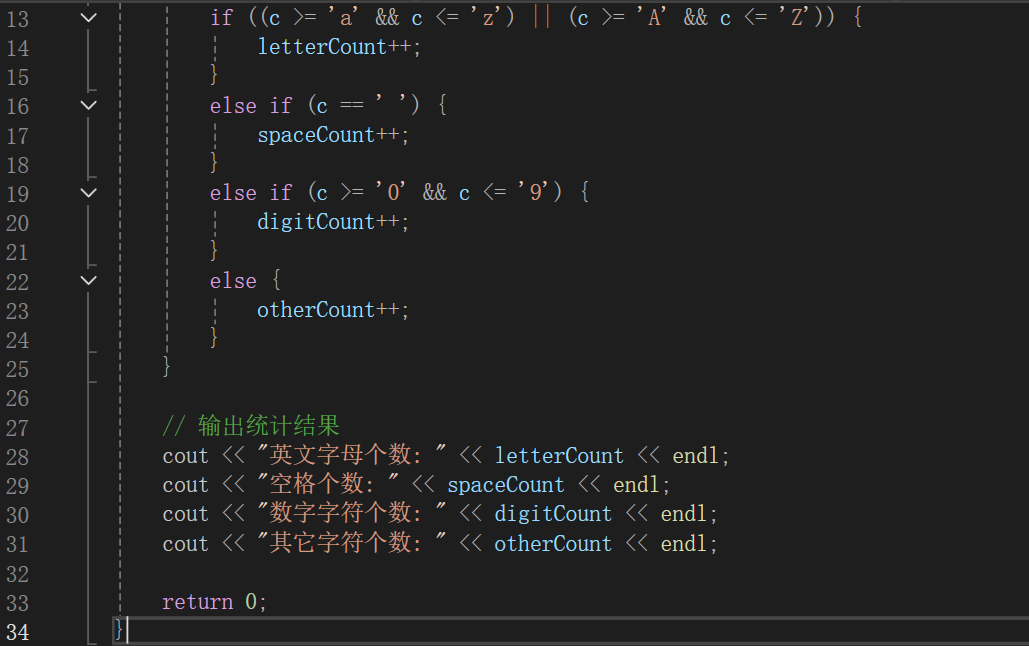 13 if ((c >= 'a' && c <= 'z') || (c >= 'A' && c <= 'Z')) {
14 letterCount++;
15 }
16 else if (c == ' ') {
17 spaceCount++;
18 }
19 else if (c >= '0' && c <= '9') {
20 digitCount++;
21 }
22 else {
23 otherCount++;
24 }
25 }
26
27 // 输出统计结果
28 cout << "英文字母个数: " << letterCount << endl;
29 cout << "空格个数: " << spaceCount << endl;
30 cout << "数字字符个数: " << digitCount << endl;
31 cout << "其它字符个数: " << otherCount << endl;
32
33 return 0;
34 }